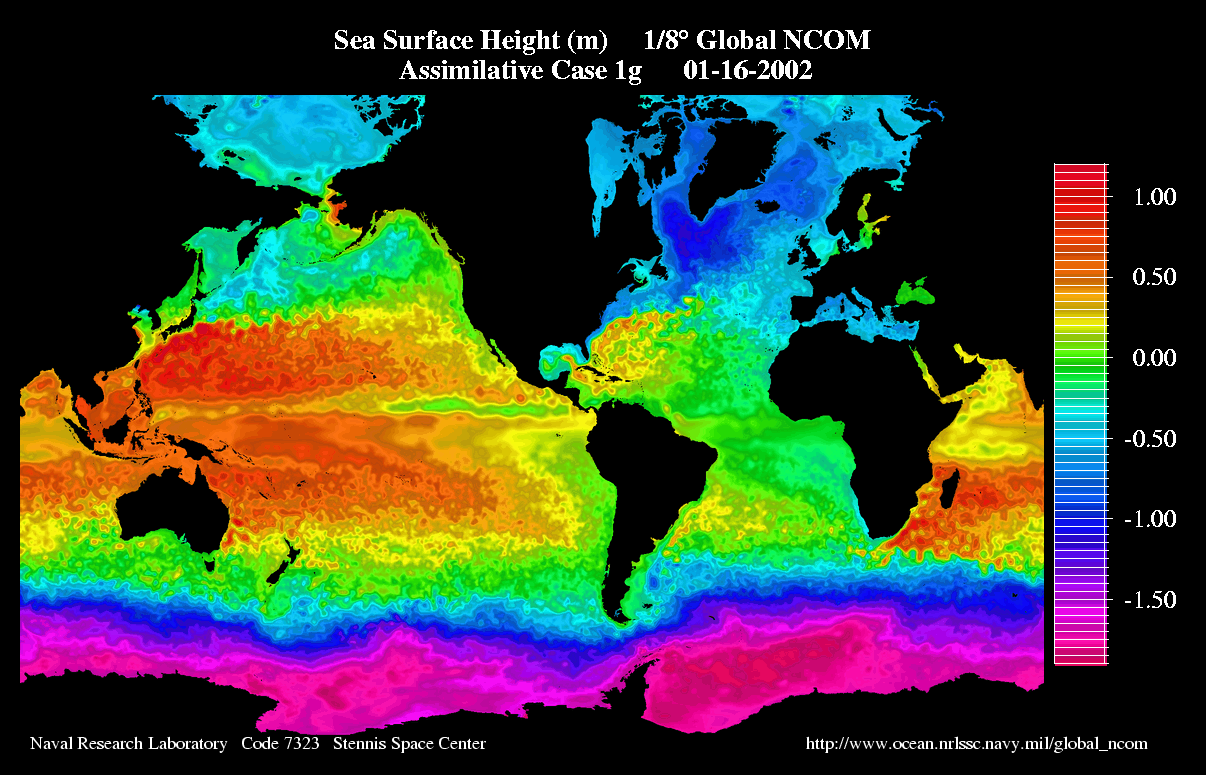 Sea Surface Height (m) 1/8° Global NCOM
Assimilative Case 1g 01-16-2002
1.00
0.50
0.00
-0.50
-1.00
-1.50
Naval Research Laboratory Code 7323 Stennis Space Center
http://www.ocean.nrlssc.navy.mil/global_ncom